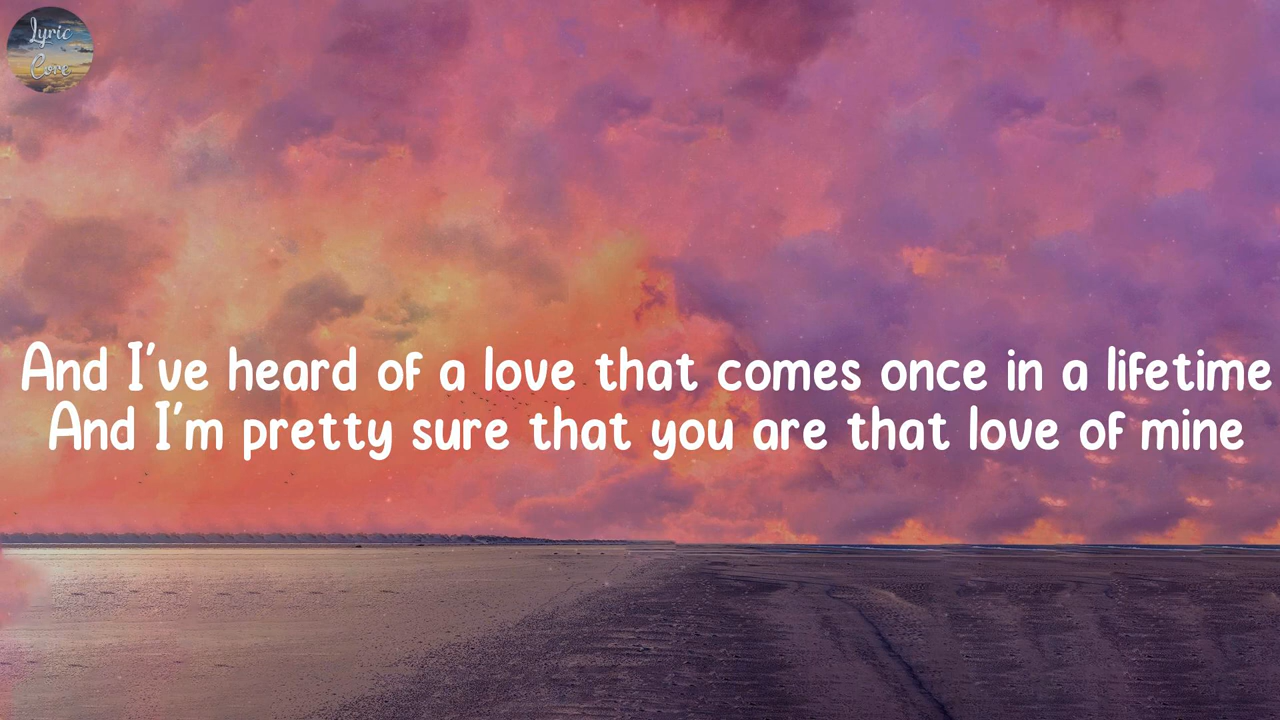 Lyric
Core
And I've heard of a love that comes once in a lifetime
And I'm pretty sure that you are that love of mine